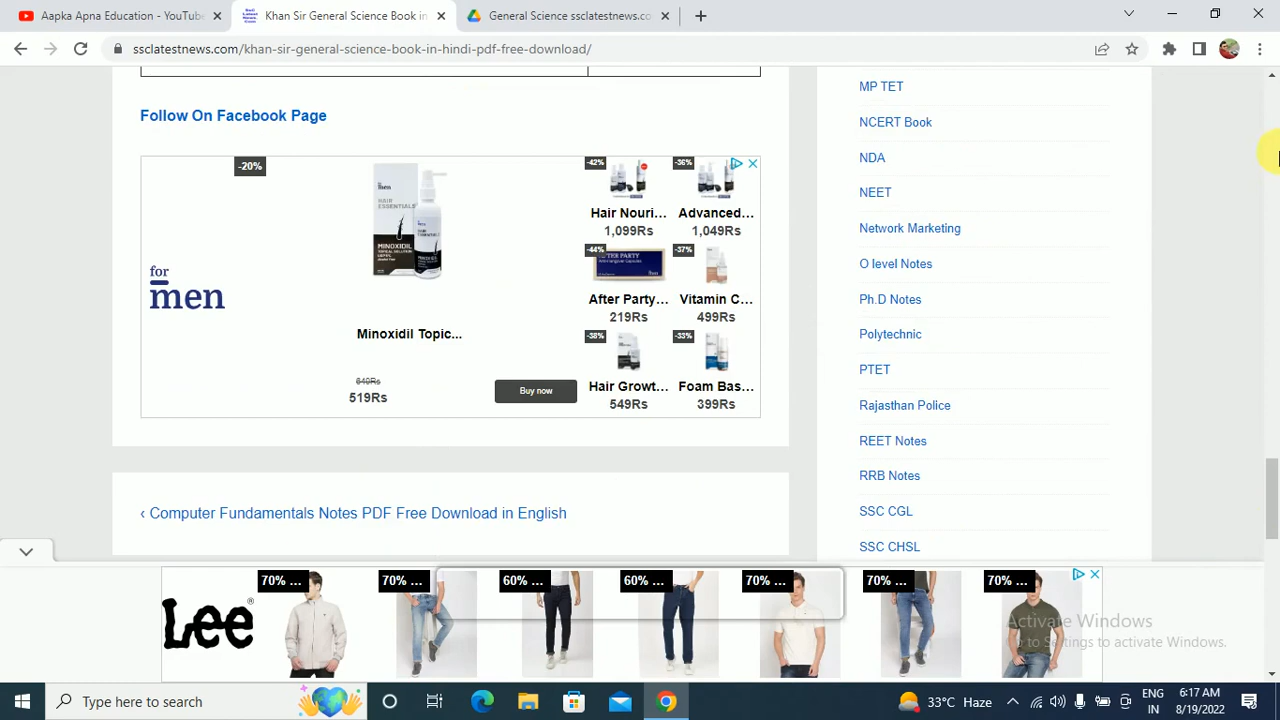 Aapka Apna Education - YouTube
Khan Sir General Science Book in
General Science ssclatestnews.co
ssclatestnews.com/khan-sir-general-science-book-in-hindi-pdf-free-download/
Follow On Facebook Page
-20%
for
men
Minoxidil Topic...
649Rs
519Rs
Buy now
-42%
Hair Nouri...
1,099Rs
-36%
Advanced...
1,049Rs
-44%
After Party...
219Rs
-37%
Vitamin C...
499Rs
-38%
Hair Growt...
549Rs
-33%
Foam Bas...
399Rs
‹ Computer Fundamentals Notes PDF Free Download in English
MP TET
NCERT Book
NDA
NEET
Network Marketing
O level Notes
Ph.D Notes
Polytechnic
PTET
Rajasthan Police
REET Notes
RRB Notes
SSC CGL
SSC CHSL
Lee
70% ...
70% ...
60% ...
60% ...
70% ...
70% ...
70% ...
Activate Windows
to Settings to activate Windows.
Type here to search
33°C Haze
ENG
IN
6:17 AM
8/19/2022